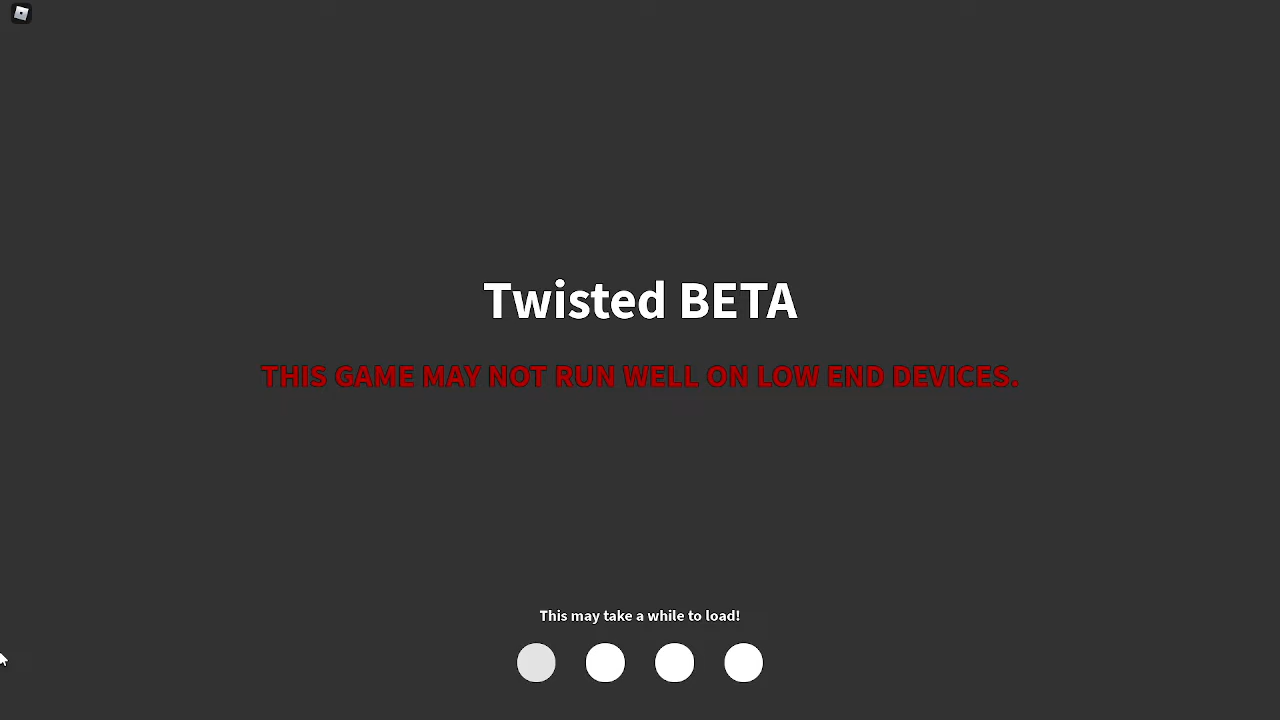 Twisted BETA
THIS GAME MAY NOT RUN WELL ON LOW END DEVICES.
This may take a while to load!